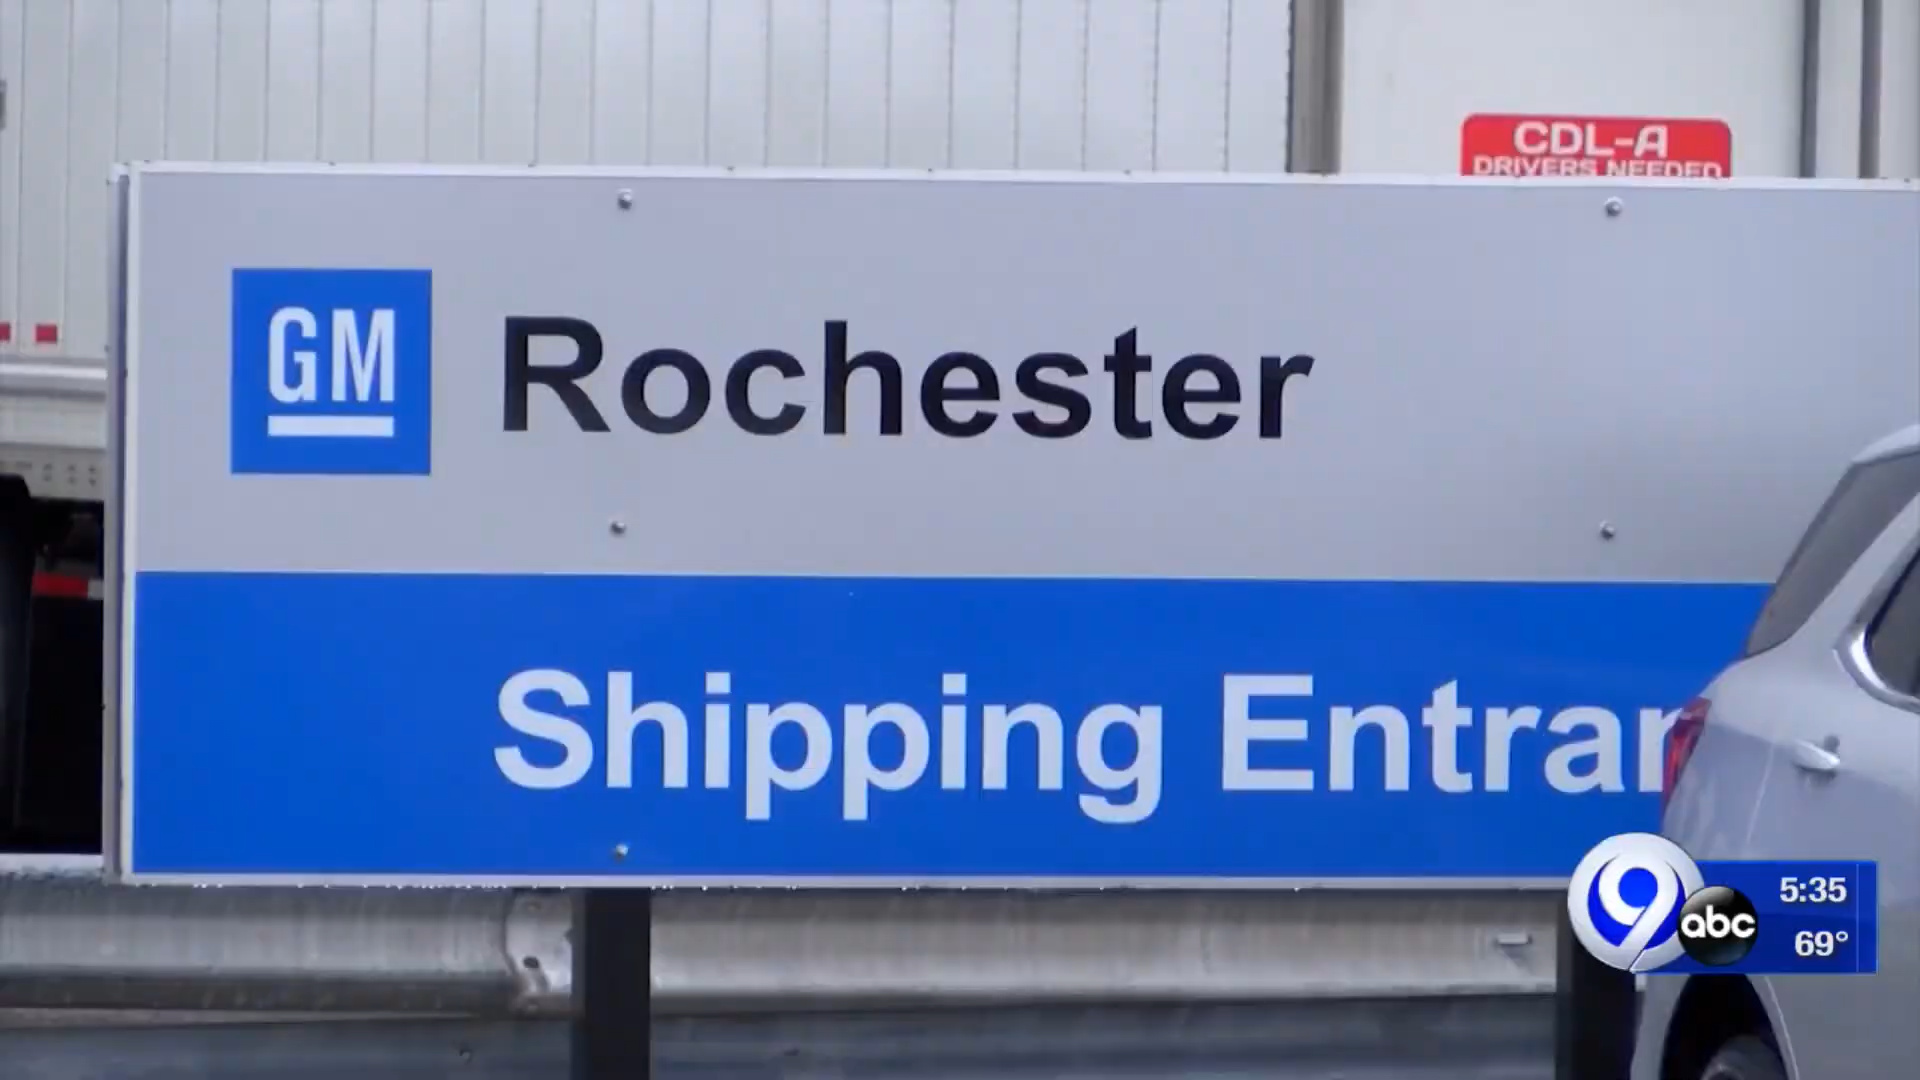 CDL-A
DRIVERS NEEDED
GM
Rochester
Shipping Entran
9
abc
5:35
69°